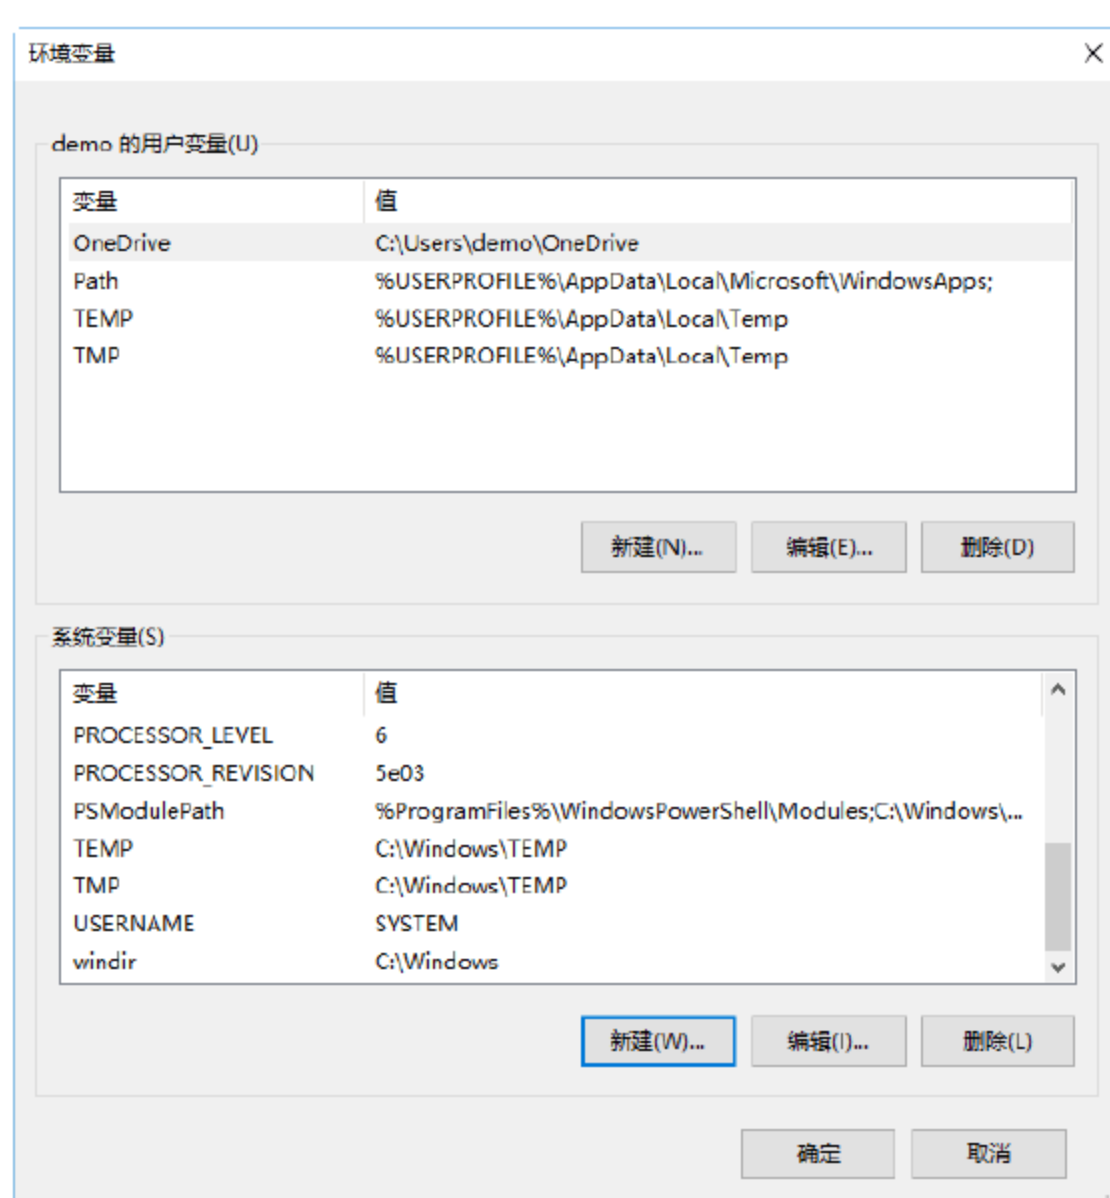 环境变量
demo 的用户变量(U)
变量 值
OneDrive C:\Users\demo\OneDrive
Path %USERPROFILE%\AppData\Local\Microsoft\WindowsApps;
TEMP %USERPROFILE%\AppData\Local\Temp
TMP %USERPROFILE%\AppData\Local\Temp
新建(N)... 编辑(E)... 删除(D)
系统变量(S)
变量 值
PROCESSOR_LEVEL 6
PROCESSOR_REVISION 5e03
PSModulePath %ProgramFiles%\WindowsPowerShell\Modules;C:\Windows\...
TEMP C:\Windows\TEMP
TMP C:\Windows\TEMP
USERNAME SYSTEM
windir C:\Windows
新建(W)... 编辑(I)... 删除(L)
确定 取消